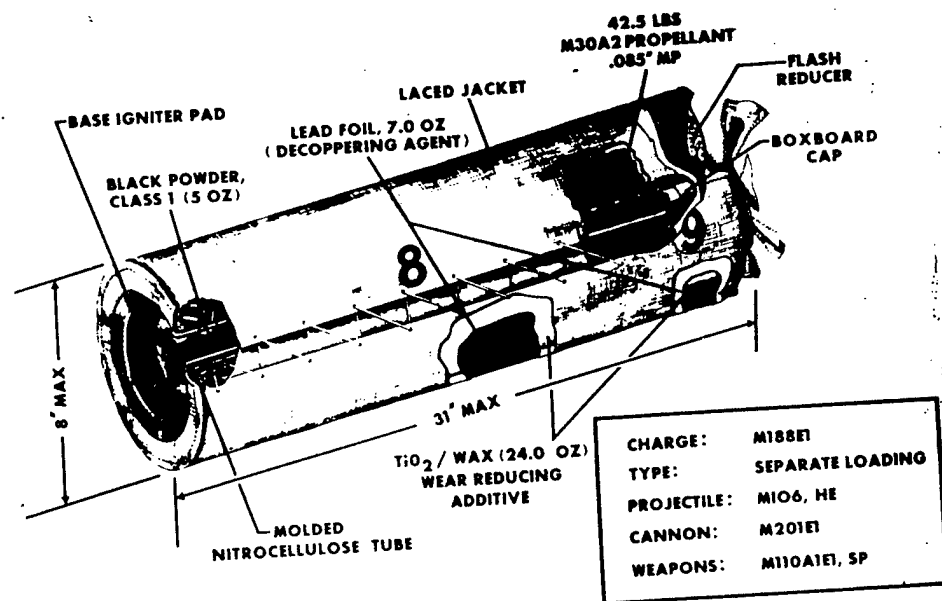 42.5 LBS
M30A2 PROPELLANT
.085" MP
FLASH
REDUCER
LACED JACKET
BASE IGNITER PAD
LEAD FOIL, 7.0 OZ
(DECOPPERING AGENT)
BOXBOARD
CAP
BLACK POWDER,
CLASS 1 (5 OZ)
8
9
8" MAX
31" MAX
TiO2 / WAX (24.0 OZ)
WEAR REDUCING
ADDITIVE
MOLDED
NITROCELLULOSE TUBE
CHARGE: M188E1
TYPE: SEPARATE LOADING
PROJECTILE: M106, HE
CANNON: M201E1
WEAPONS: M110A1E1, SP